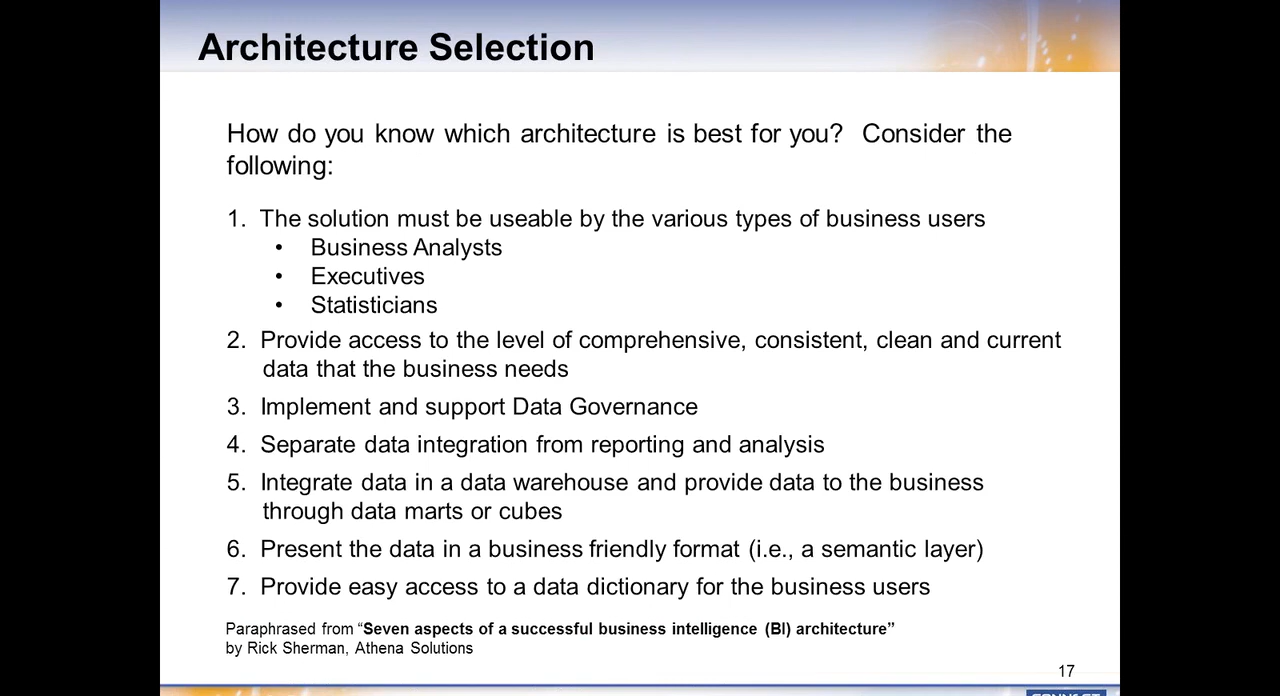 Architecture Selection
How do you know which architecture is best for you? Consider the
following:
1. The solution must be useable by the various types of business users
• Business Analysts
• Executives
• Statisticians
2. Provide access to the level of comprehensive, consistent, clean and current
data that the business needs
3. Implement and support Data Governance
4. Separate data integration from reporting and analysis
5. Integrate data in a data warehouse and provide data to the business
through data marts or cubes
6. Present the data in a business friendly format (i.e., a semantic layer)
7. Provide easy access to a data dictionary for the business users
Paraphrased from “Seven aspects of a successful business intelligence (BI) architecture”
by Rick Sherman, Athena Solutions
17